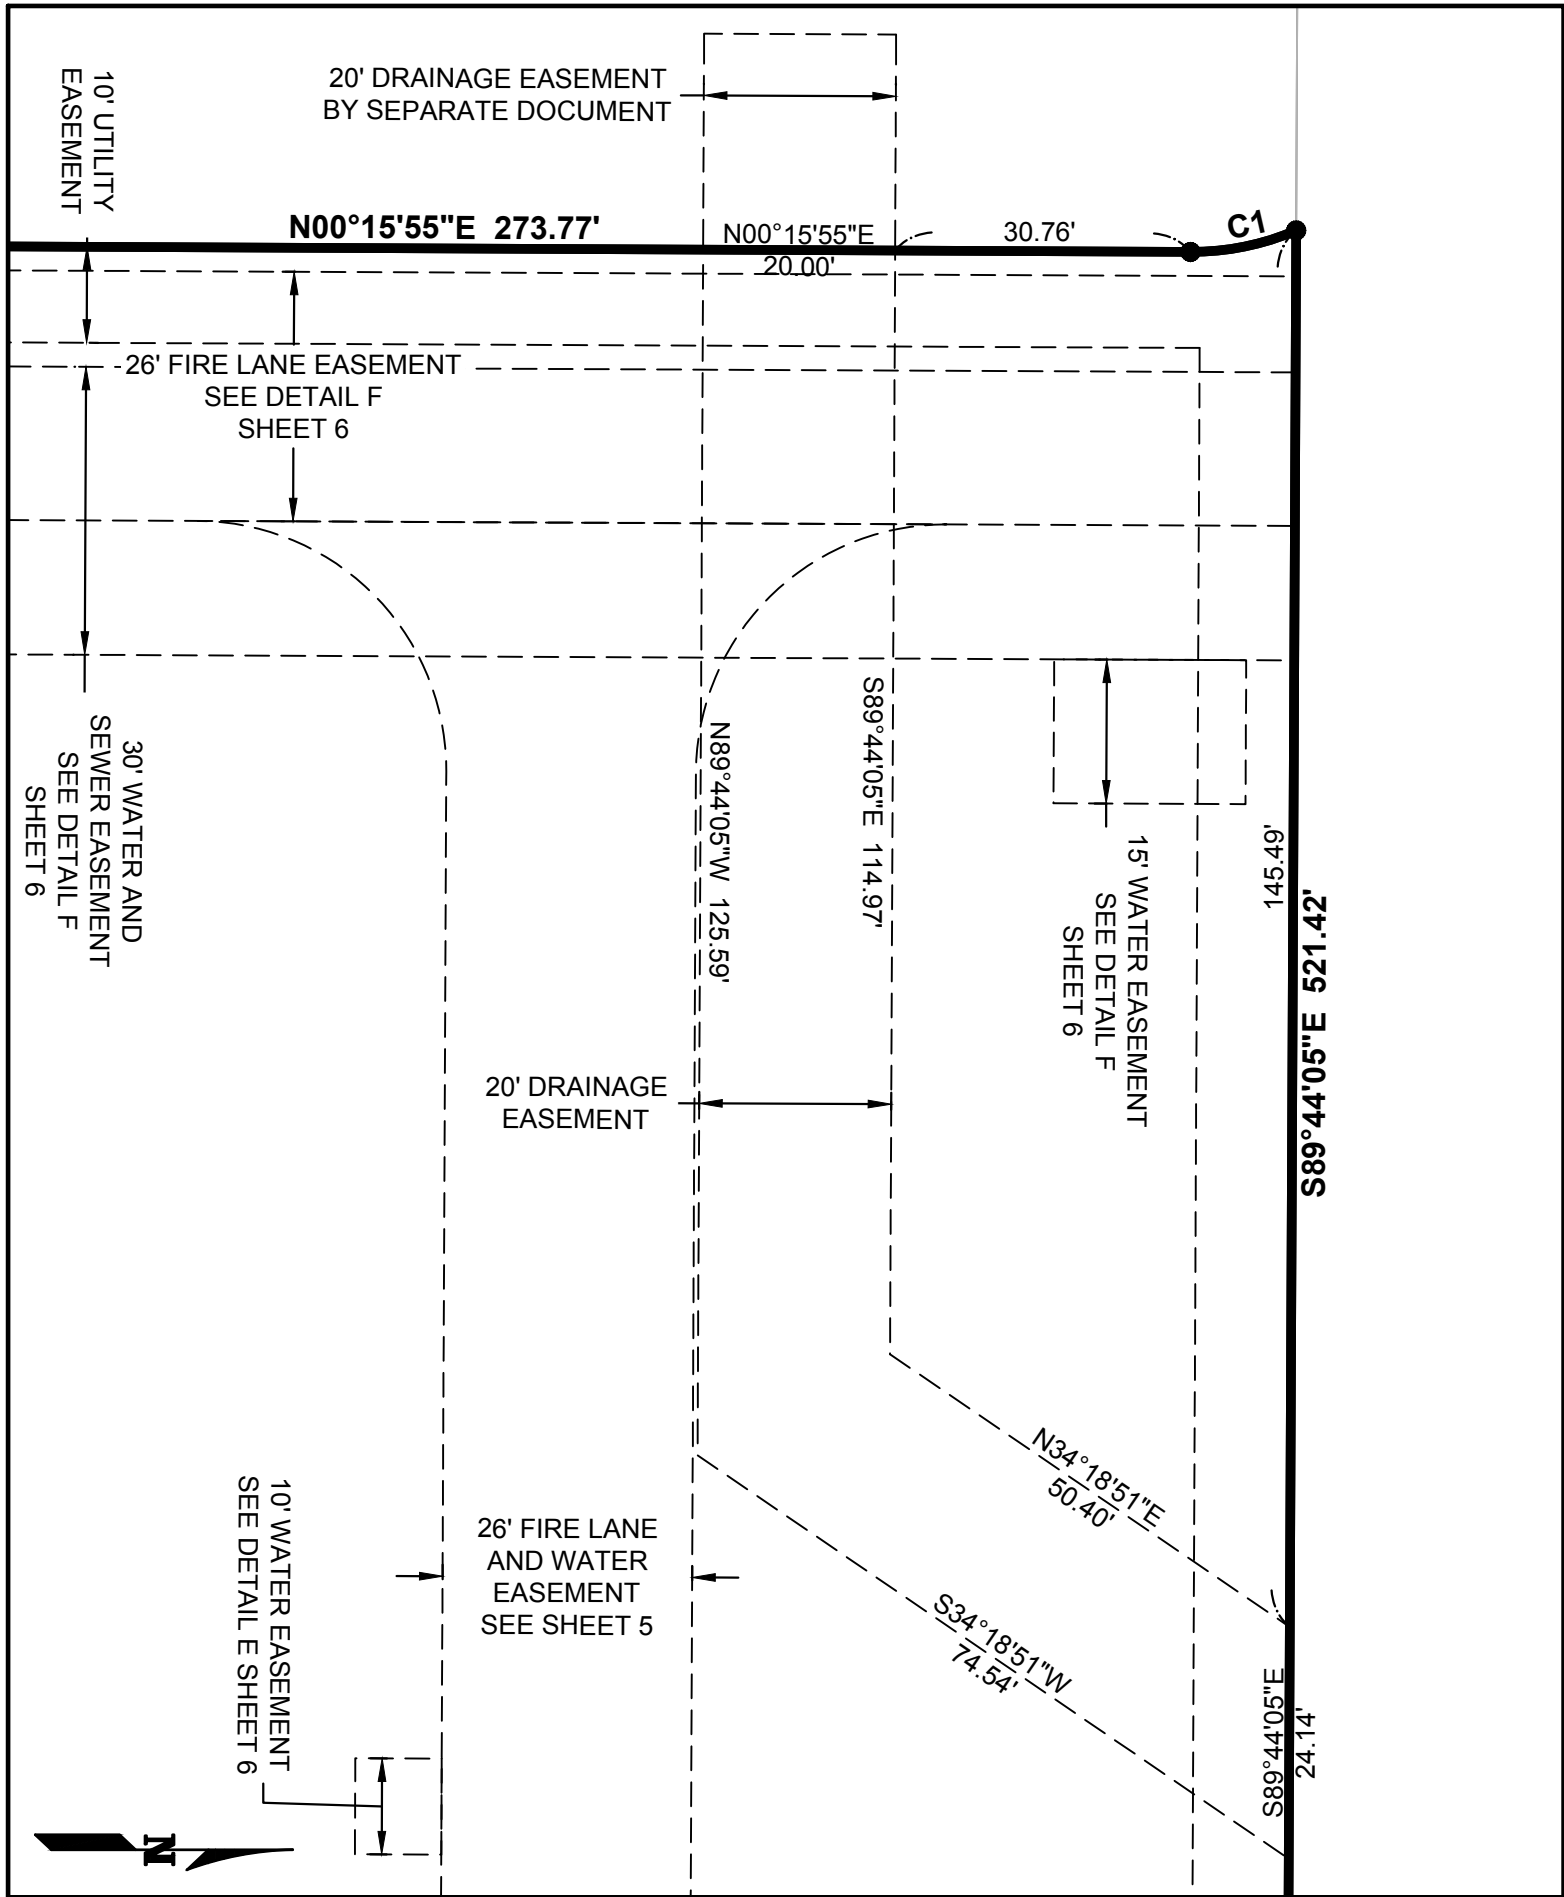 20' DRAINAGE EASEMENT
BY SEPARATE DOCUMENT
10' UTILITY
EASEMENT
N00°15'55"E 273.77'
N00°15'55"E
20.00'
30.76'
C1
26' FIRE LANE EASEMENT
SEE DETAIL F
SHEET 6
30' WATER AND
SEWER EASEMENT
SEE DETAIL F
SHEET 6
N89°44'05"W 125.59'
S89°44'05"E 114.97'
15' WATER EASEMENT
SEE DETAIL F
SHEET 6
145.49'
S89°44'05"E 521.42'
20' DRAINAGE
EASEMENT
N34°18'51"E
50.40'
S34°18'51"W
74.54'
26' FIRE LANE
AND WATER
EASEMENT
SEE SHEET 5
10' WATER EASEMENT
SEE DETAIL E SHEET 6
S89°44'05"E
24.14'
N